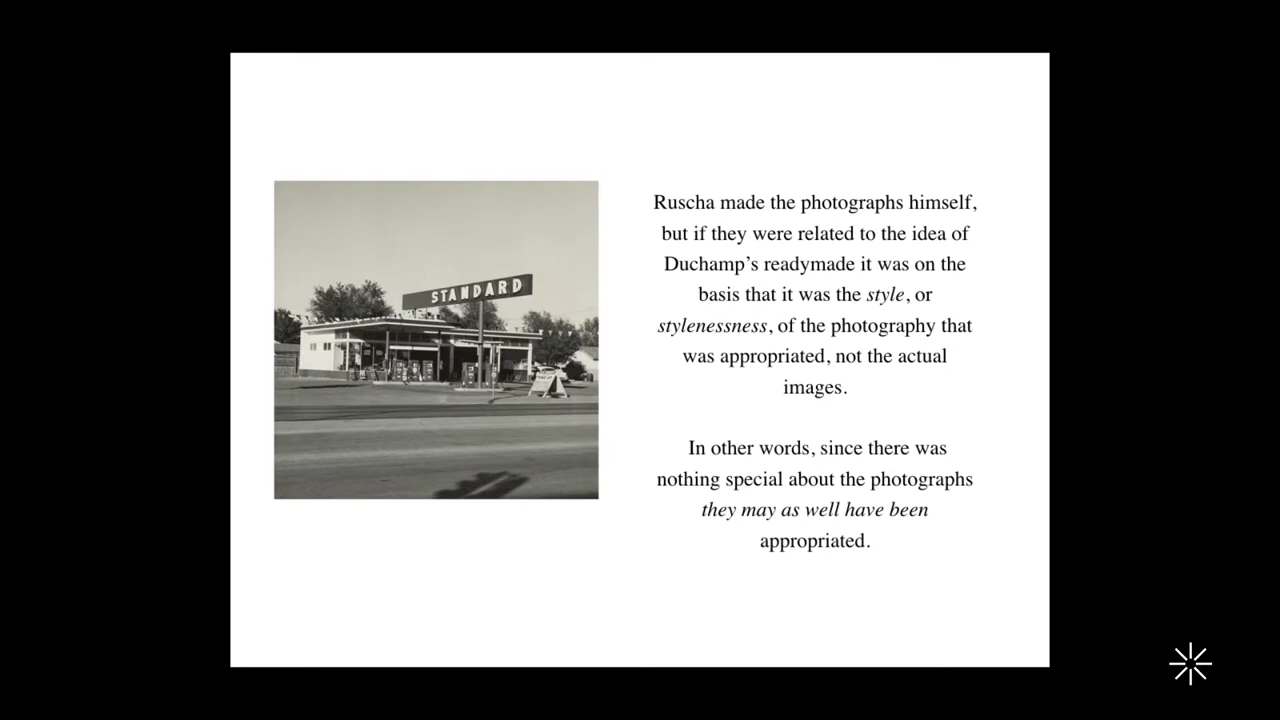 STANDARD
Ruscha made the photographs himself,
but if they were related to the idea of
Duchamp’s readymade it was on the
basis that it was the style, or
stylenessness, of the photography that
was appropriated, not the actual
images.
In other words, since there was
nothing special about the photographs
they may as well have been
appropriated.